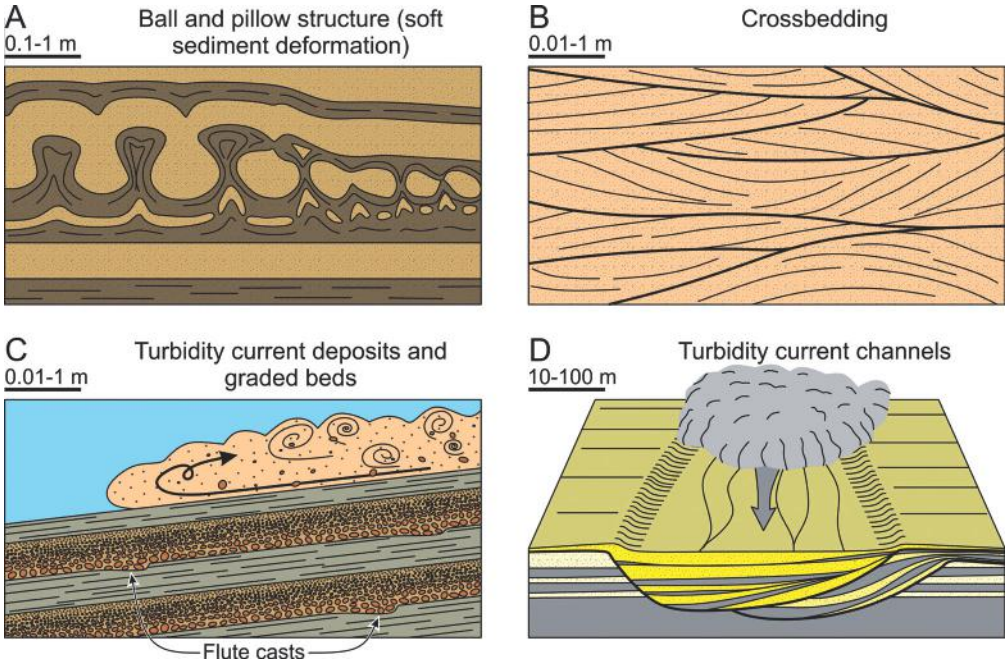 A
Ball and pillow structure (soft
sediment deformation)
0.1-1 m
B
Crossbedding
0.01-1 m
C
Turbidity current deposits and
graded beds
0.01-1 m
Flute casts
D
Turbidity current channels
10-100 m